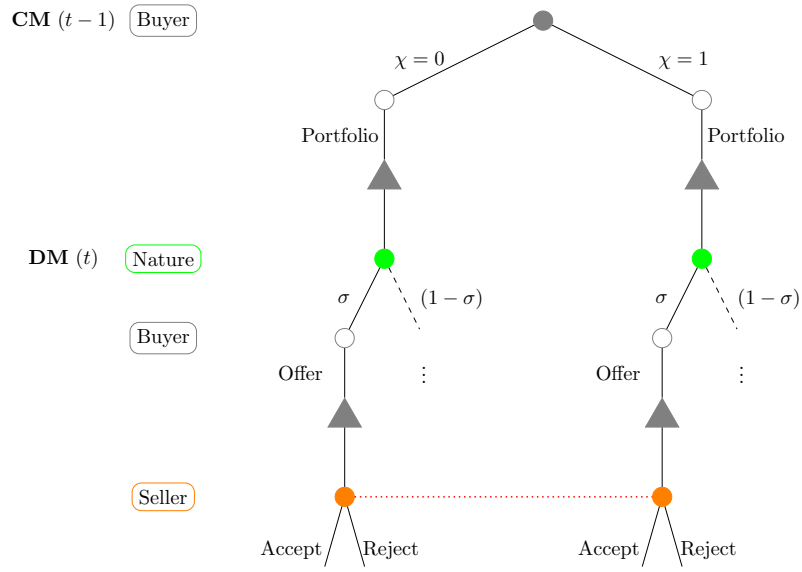 CM (t − 1) Buyer
χ = 0 χ = 1
Portfolio Portfolio
DM (t) Nature
σ (1 − σ) σ (1 − σ)
Buyer
Offer ⋮ Offer ⋮
Seller
Accept Reject Accept Reject